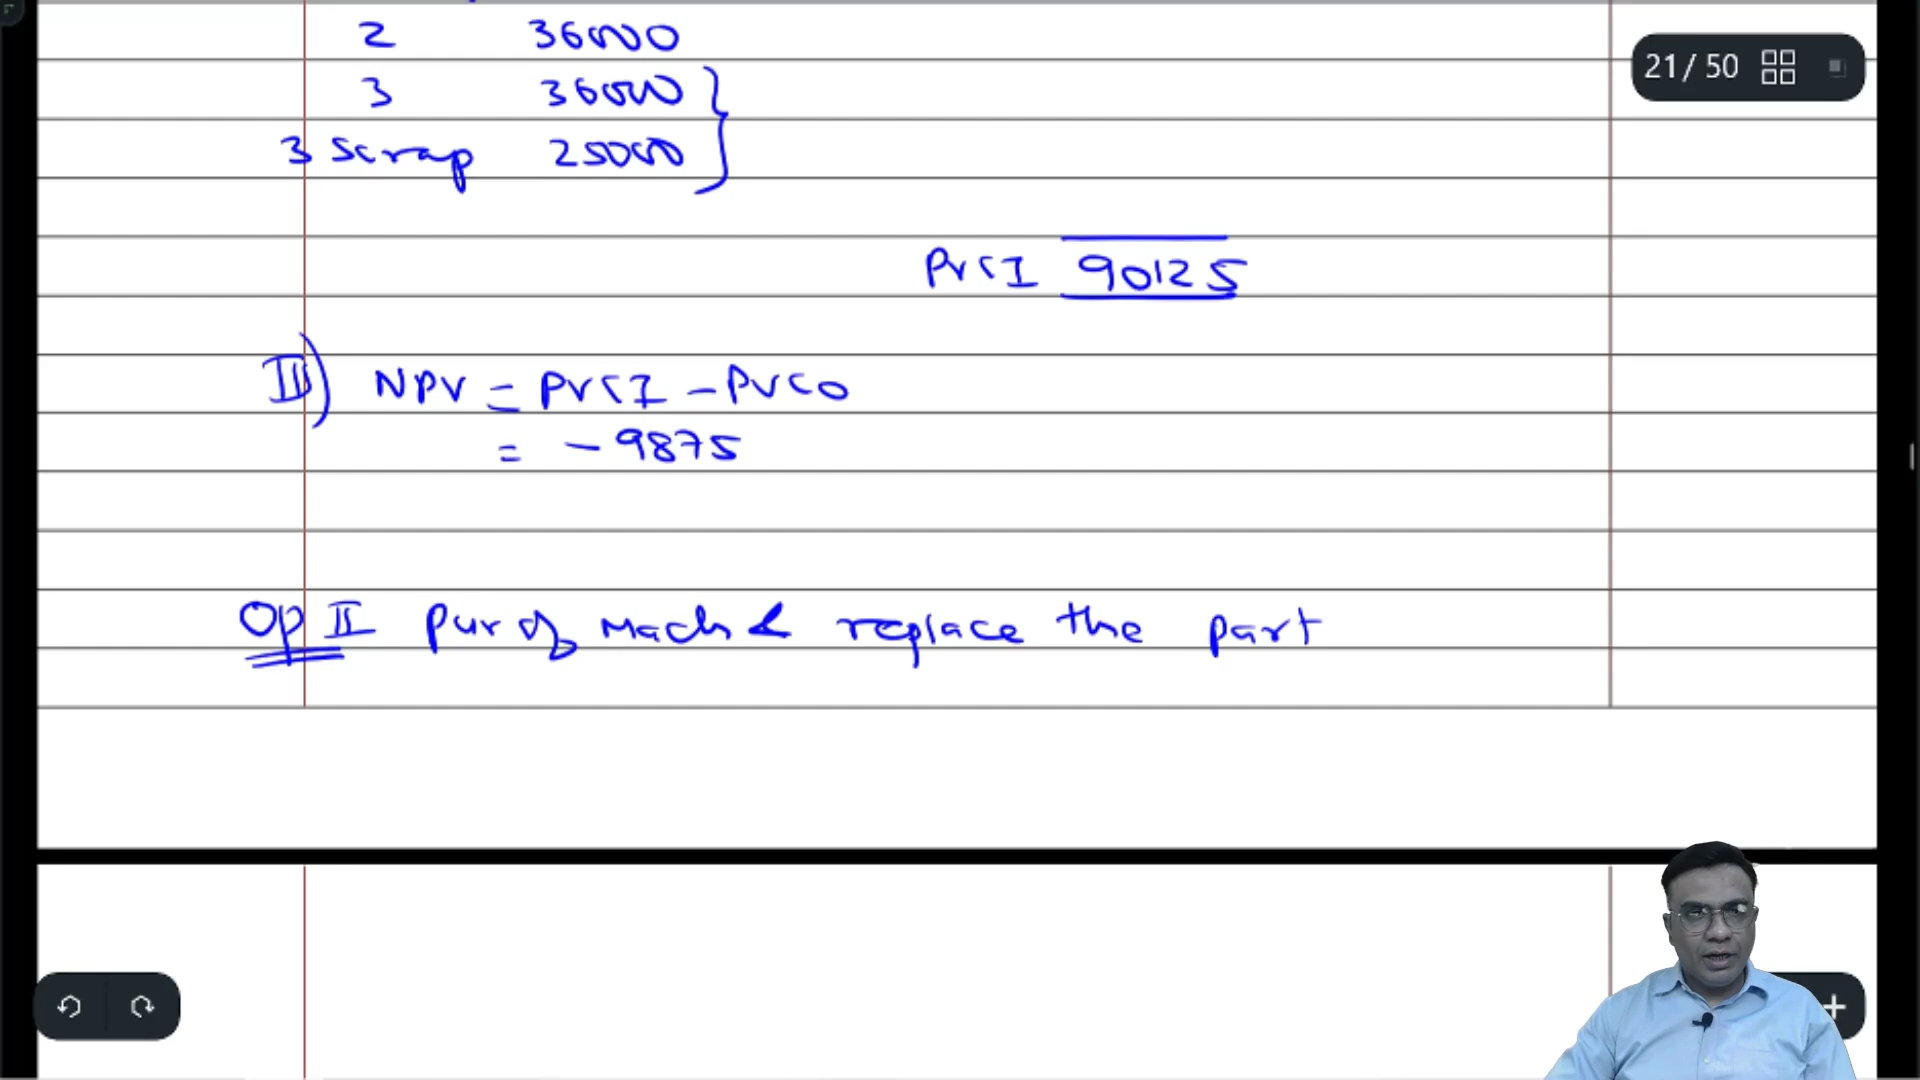 2 36000
21/50
3 36000
3 Scrap 25000
PVCI 90125
III) NPV = PVCI - PVCO
= - 9875
Op II Pur of Mach & replace the part